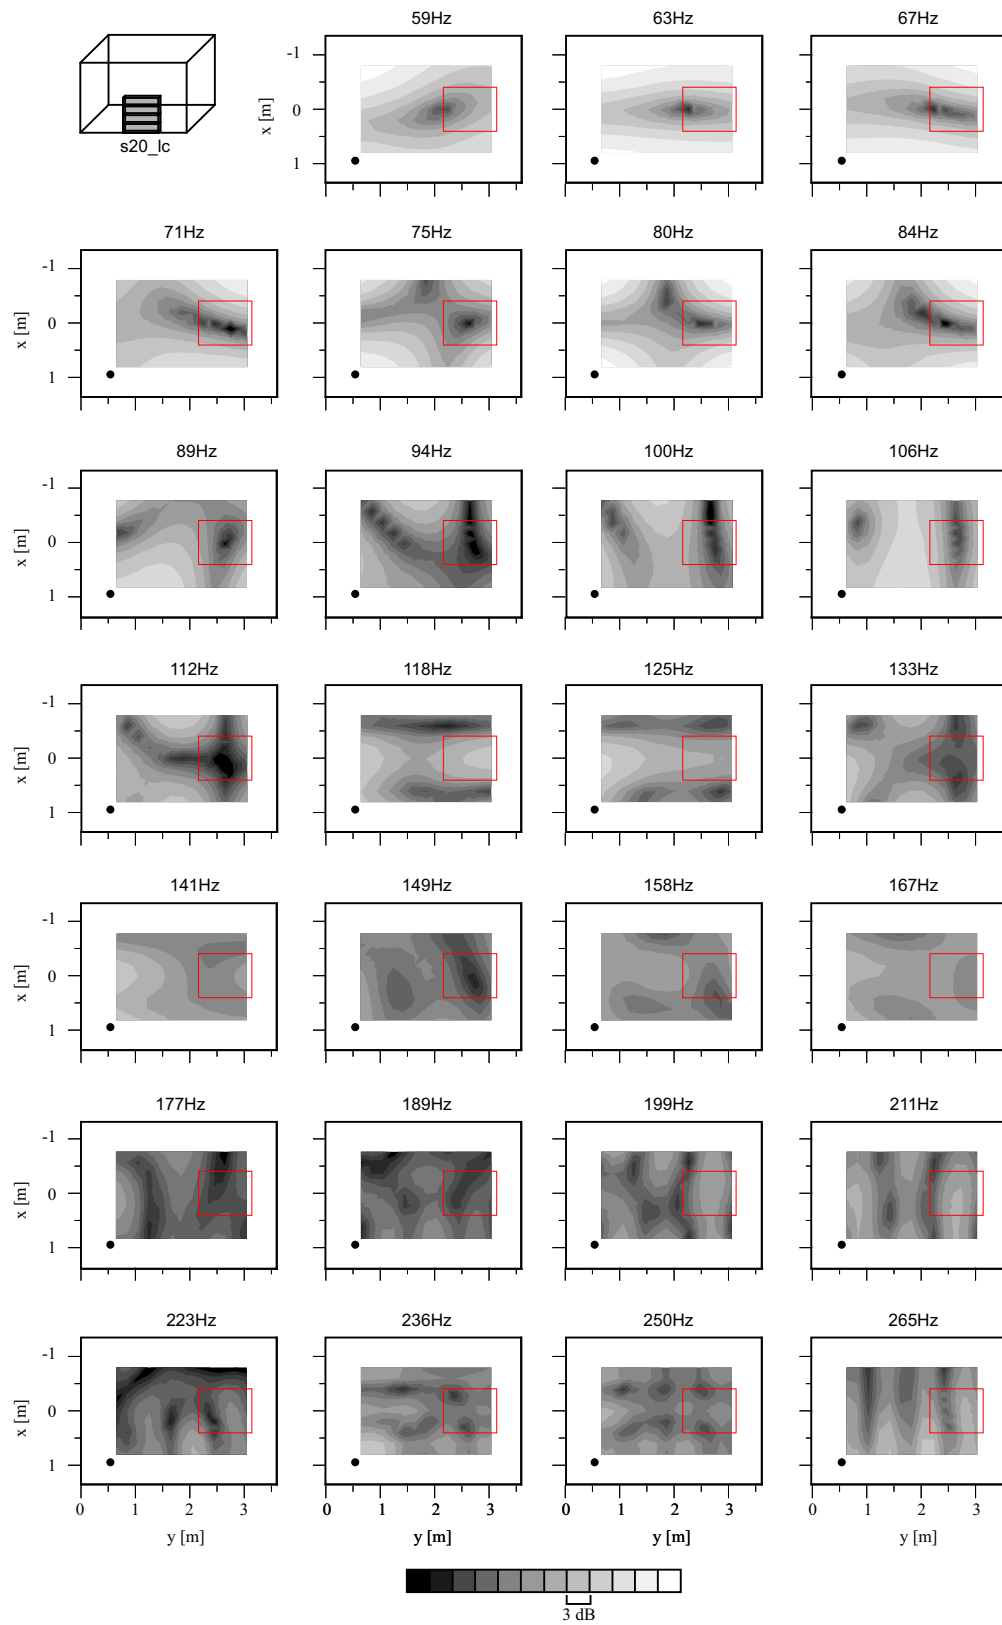 59Hz 63Hz 67Hz
-1
x [m] 0
1
s20_lc
71Hz 75Hz 80Hz 84Hz
-1
x [m] 0
1
89Hz 94Hz 100Hz 106Hz
-1
x [m] 0
1
112Hz 118Hz 125Hz 133Hz
-1
x [m] 0
1
141Hz 149Hz 158Hz 167Hz
-1
x [m] 0
1
177Hz 189Hz 199Hz 211Hz
-1
x [m] 0
1
223Hz 236Hz 250Hz 265Hz
-1
x [m] 0
1
0 1 2 3 0 1 2 3 0 1 2 3 0 1 2 3
y [m] y [m] y [m] y [m]
3 dB